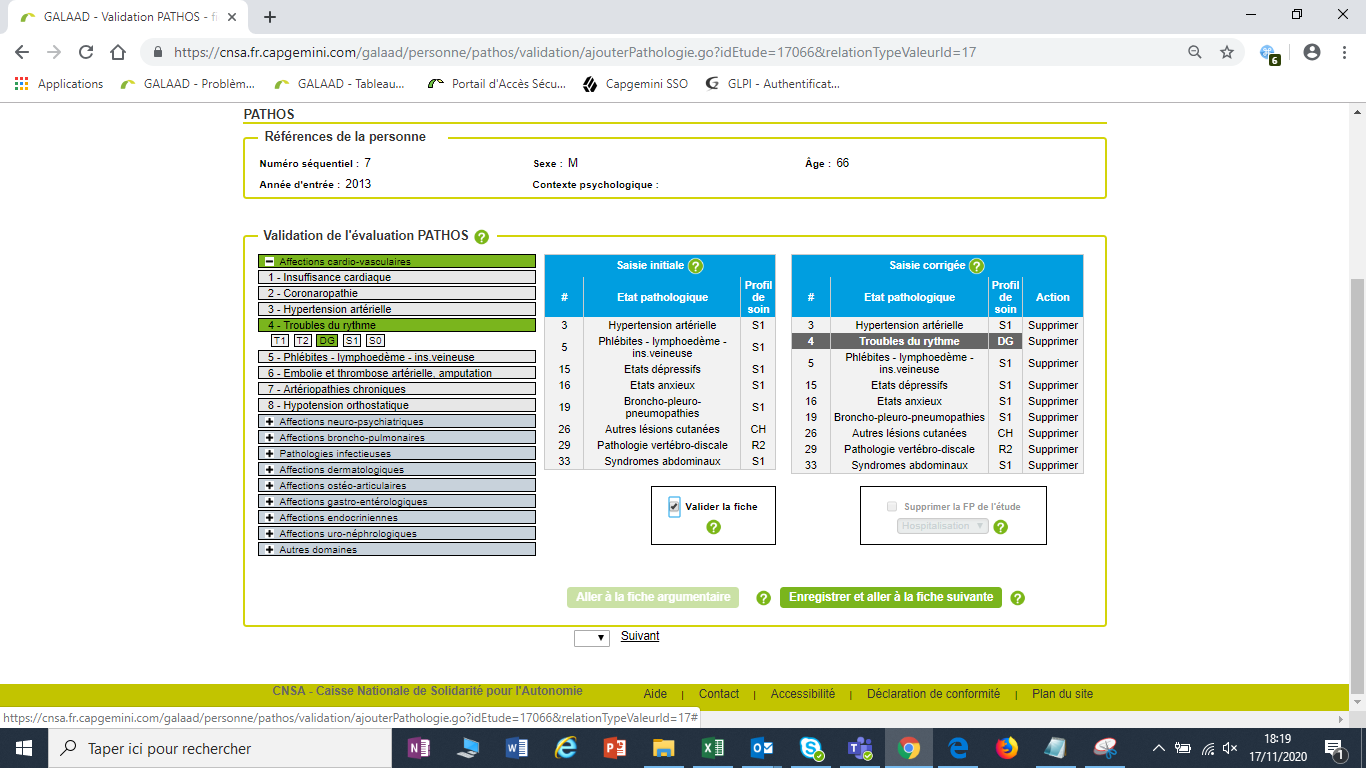 GALAAD - Validation PATHOS - fi
https://cnsa.fr.capgemini.com/galaad/personne/pathos/validation/ajouterPathologie.go?idEtude=17066&relationTypeValeurId=17
6
Applications
GALAAD - Problèm...
GALAAD - Tableau...
Portail d'Accès Sécu...
Capgemini SSO
GLPI - Authentificat...
PATHOS
Références de la personne
Numéro séquentiel : 7 Sexe : M Âge : 66
Année d'entrée : 2013 Contexte psychologique :
Validation de l'évaluation PATHOS ?
Affections cardio-vasculaires
1 - Insuffisance cardiaque
2 - Coronaropathie
3 - Hypertension artérielle
4 - Troubles du rythme
T1 T2 DG S1 S0
5 - Phlébites - lymphoedème - ins.veineuse
6 - Embolie et thrombose artérielle, amputation
7 - Artériopathies chroniques
8 - Hypotension orthostatique
Affections neuro-psychiatriques
Affections broncho-pulmonaires
Pathologies infectieuses
Affections dermatologiques
Affections ostéo-articulaires
Affections gastro-entérologiques
Affections endocriniennes
Affections uro-néphrologiques
Autres domaines
Saisie initiale ?
# Etat pathologique Profil de soin
3 Hypertension artérielle S1
5 Phlébites - lymphoedème - ins.veineuse S1
15 Etats dépressifs S1
16 Etats anxieux S1
19 Broncho-pleuro-pneumopathies S1
26 Autres lésions cutanées CH
29 Pathologie vertébro-discale R2
33 Syndromes abdominaux S1
Saisie corrigée ?
# Etat pathologique Profil de soin Action
3 Hypertension artérielle S1 Supprimer
4 Troubles du rythme DG Supprimer
5 Phlébites - lymphoedème - ins.veineuse S1 Supprimer
15 Etats dépressifs S1 Supprimer
16 Etats anxieux S1 Supprimer
19 Broncho-pleuro-pneumopathies S1 Supprimer
26 Autres lésions cutanées CH Supprimer
29 Pathologie vertébro-discale R2 Supprimer
33 Syndromes abdominaux S1 Supprimer
Valider la fiche
?
Supprimer la FP de l'étude
Hospitalisation ?
Aller à la fiche argumentaire ? Enregistrer et aller à la fiche suivante ?
Suivant
CNSA - Caisse Nationale de Solidarité pour l'Autonomie
Aide | Contact | Accessibilité | Déclaration de conformité | Plan du site
https://cnsa.fr.capgemini.com/galaad/personne/pathos/validation/ajouterPathologie.go?idEtude=17066&relationTypeValeurId=17#
Taper ici pour rechercher
18:19
17/11/2020
1